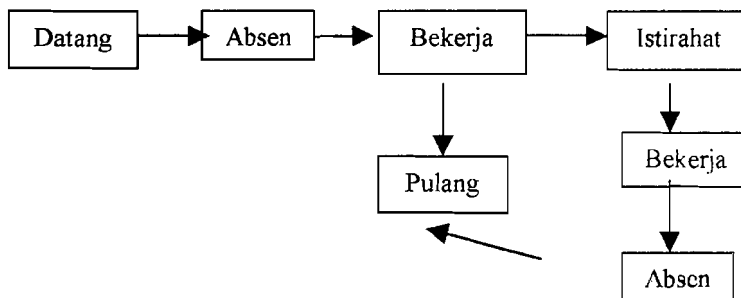 Datang Absen Bekerja Istirahat
Bekerja
Pulang
Absen